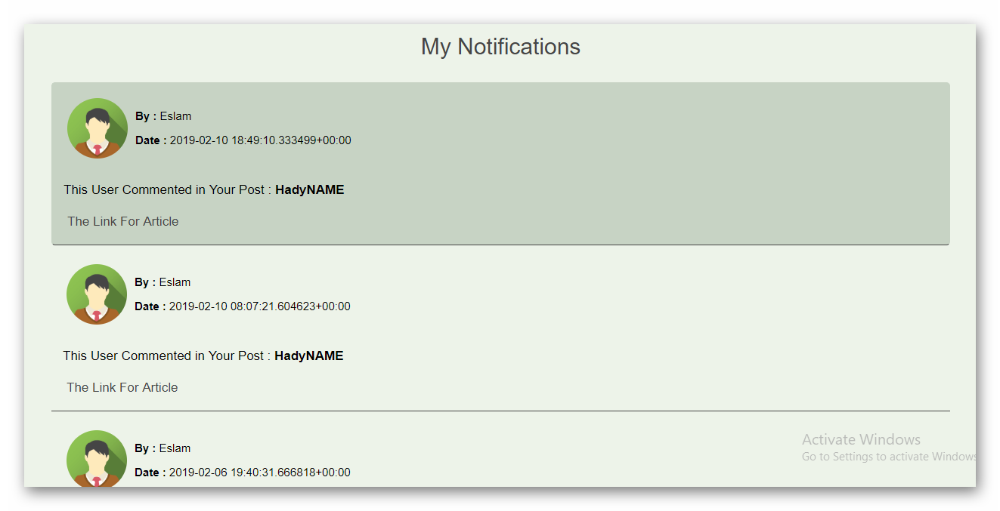 My Notifications
By : Eslam
Date : 2019-02-10 18:49:10.333499+00:00
This User Commented in Your Post : HadyNAME
The Link For Article
By : Eslam
Date : 2019-02-10 08:07:21.604623+00:00
This User Commented in Your Post : HadyNAME
The Link For Article
By : Eslam
Date : 2019-02-06 19:40:31.666818+00:00
Activate Windows
Go to Settings to activate Windows